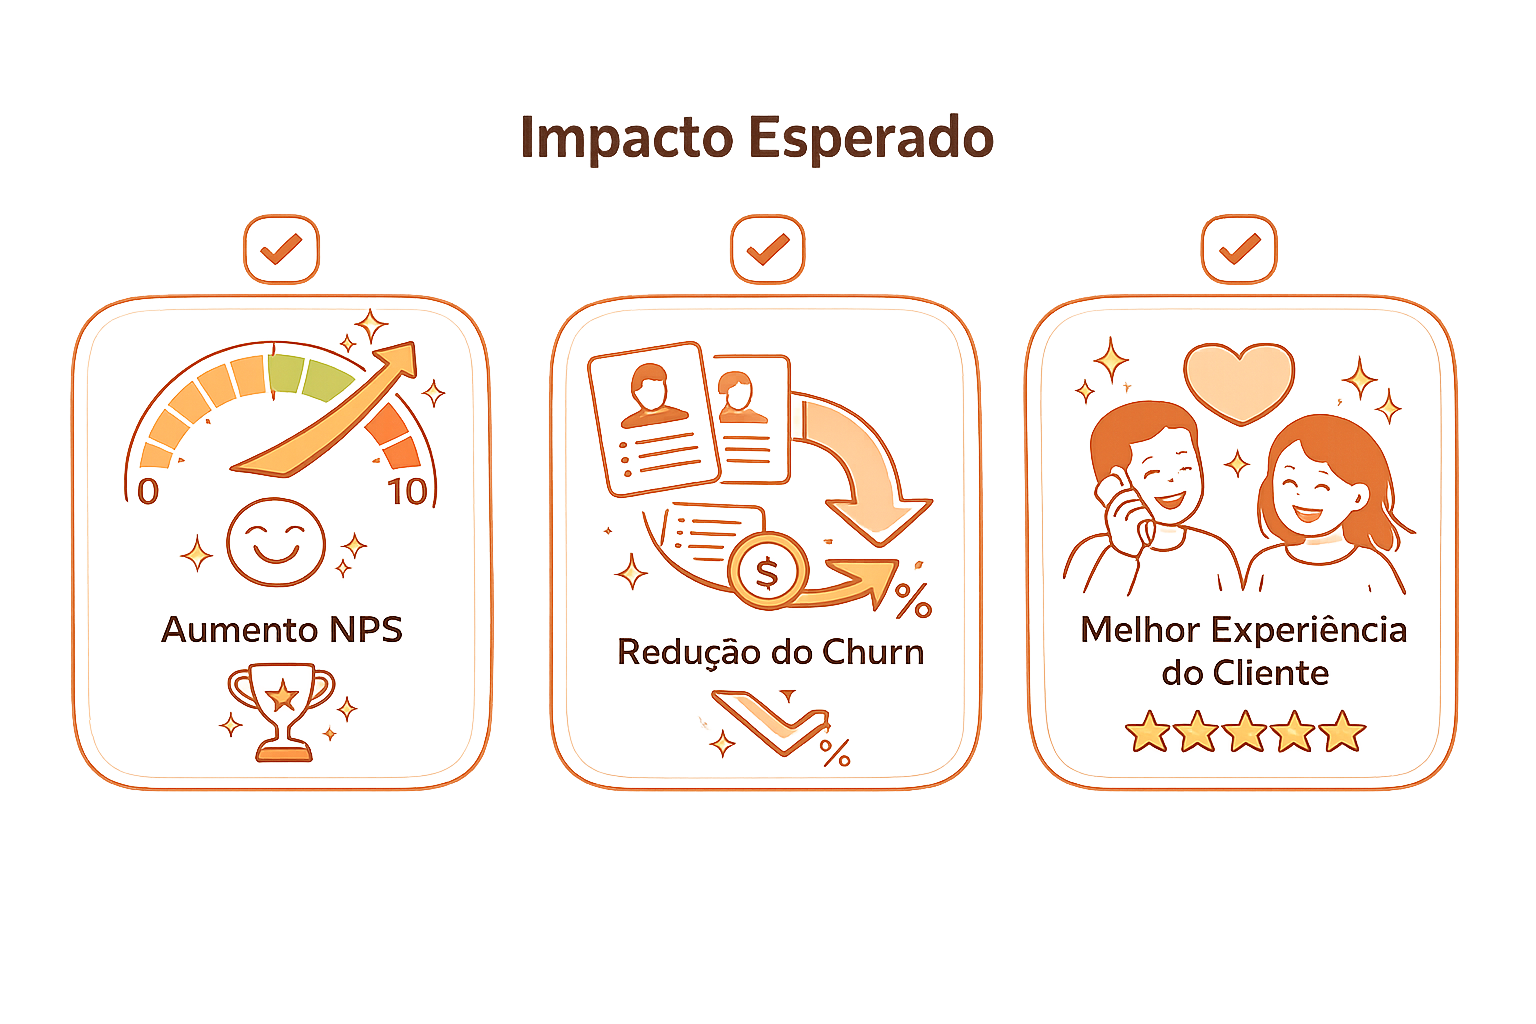 Impacto Esperado
0
10
Aumento NPS
$
%
Redução do Churn
%
Melhor Experiência
do Cliente